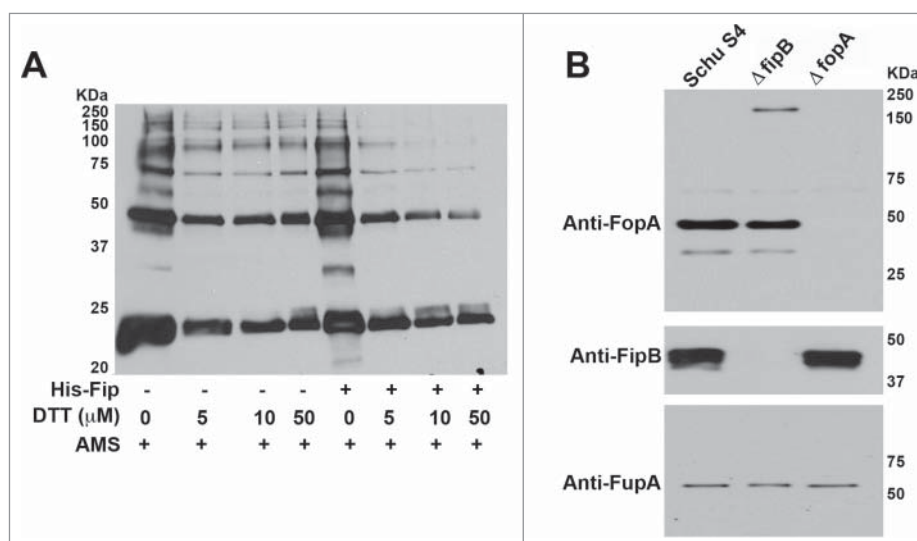 A
KDa
250
150
100
75
50
37
25
20
His-Fip - - - - + + + +
DTT (μM) 0 5 10 50 0 5 10 50
AMS + + + + + + + +
B
Schu S4 ΔfipB ΔfopA
KDa
250
150
75
Anti-FopA 50
25
Anti-FipB 50
37
75
Anti-FupA 50